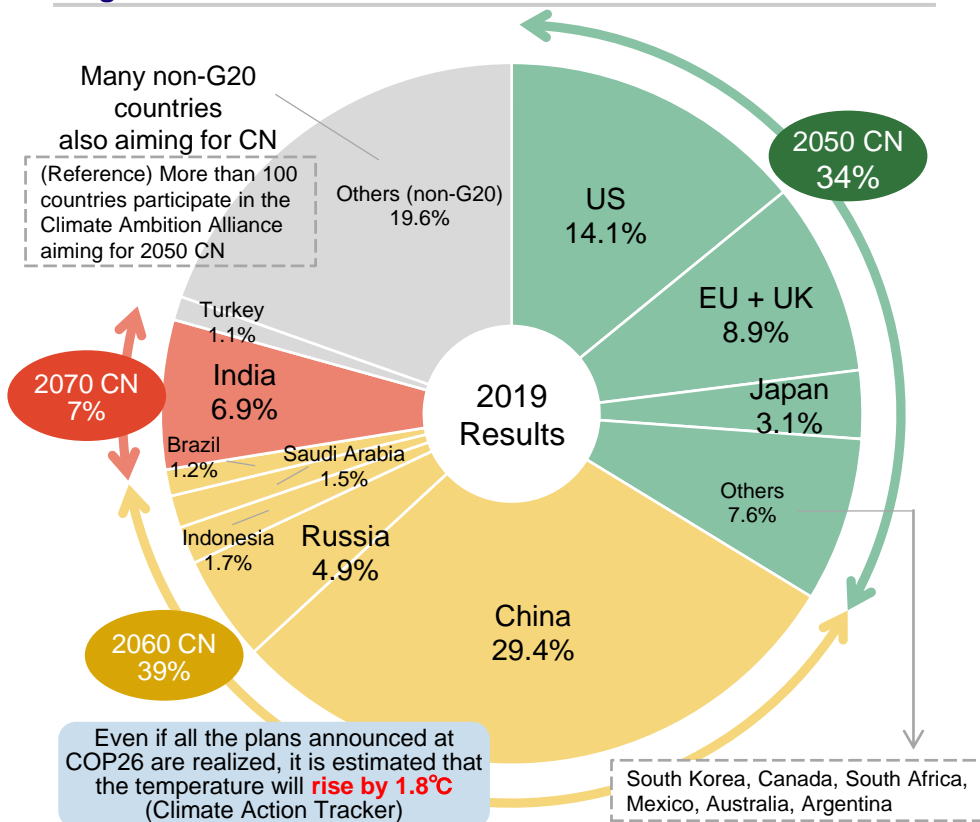 Many non-G20
countries
also aiming for CN
(Reference) More than 100
countries participate in the
Climate Ambition Alliance
aiming for 2050 CN
Others (non-G20)
19.6%
US
14.1%
2050 CN
34%
EU + UK
8.9%
Turkey
1.1%
2070 CN
7%
India
6.9%
2019
Results
Japan
3.1%
Brazil
1.2%
Saudi Arabia
1.5%
Others
7.6%
Indonesia
1.7%
Russia
4.9%
China
29.4%
2060 CN
39%
Even if all the plans announced at
COP26 are realized, it is estimated that
the temperature will rise by 1.8℃
(Climate Action Tracker)
South Korea, Canada, South Africa,
Mexico, Australia, Argentina